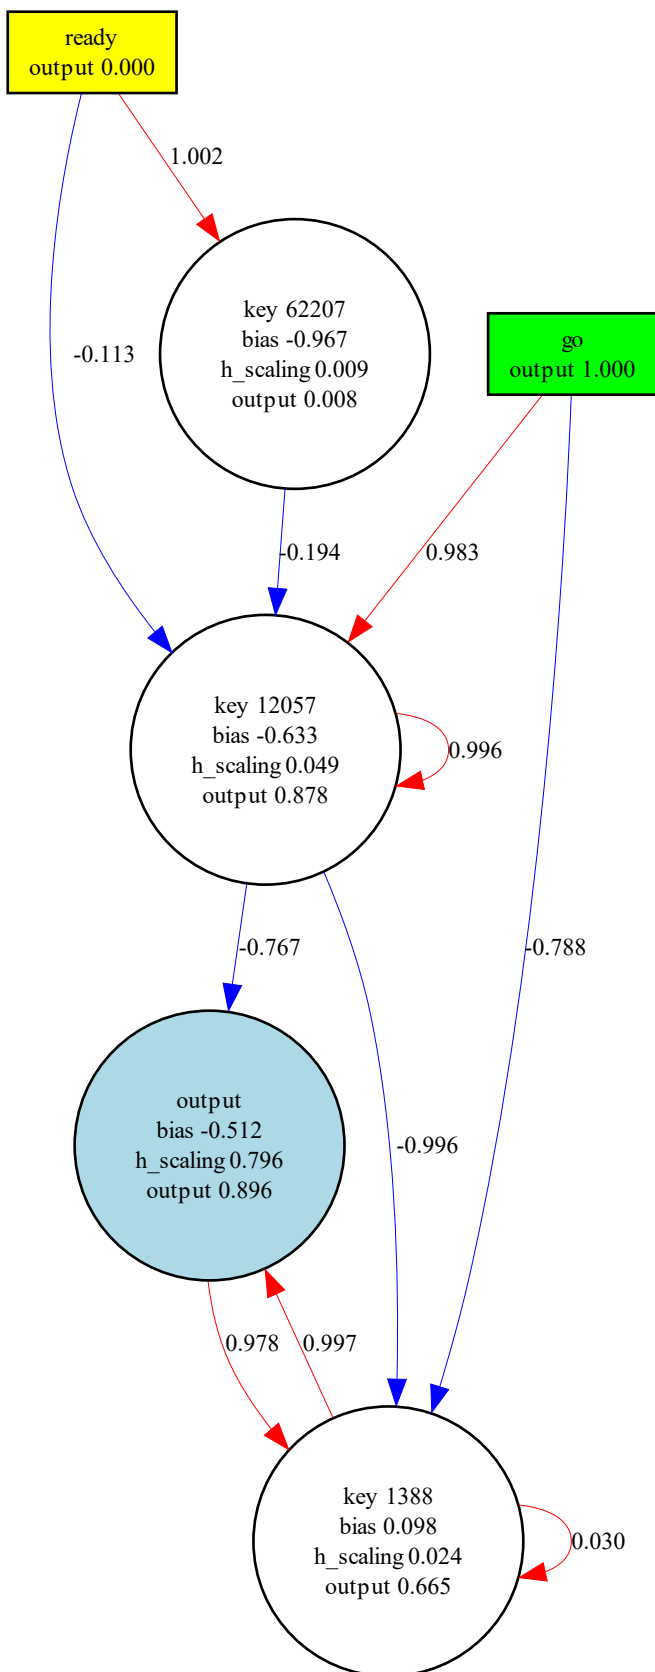 ready
output 0.000
1.002
-0.113
key 62207
bias -0.967
h_scaling 0.009
output 0.008
go
output 1.000
-0.194
0.983
key 12057
bias -0.633
h_scaling 0.049
output 0.878
0.996
-0.767
-0.788
output
bias -0.512
h_scaling 0.796
output 0.896
-0.996
0.978
0.997
key 1388
bias 0.098
h_scaling 0.024
output 0.665
0.030